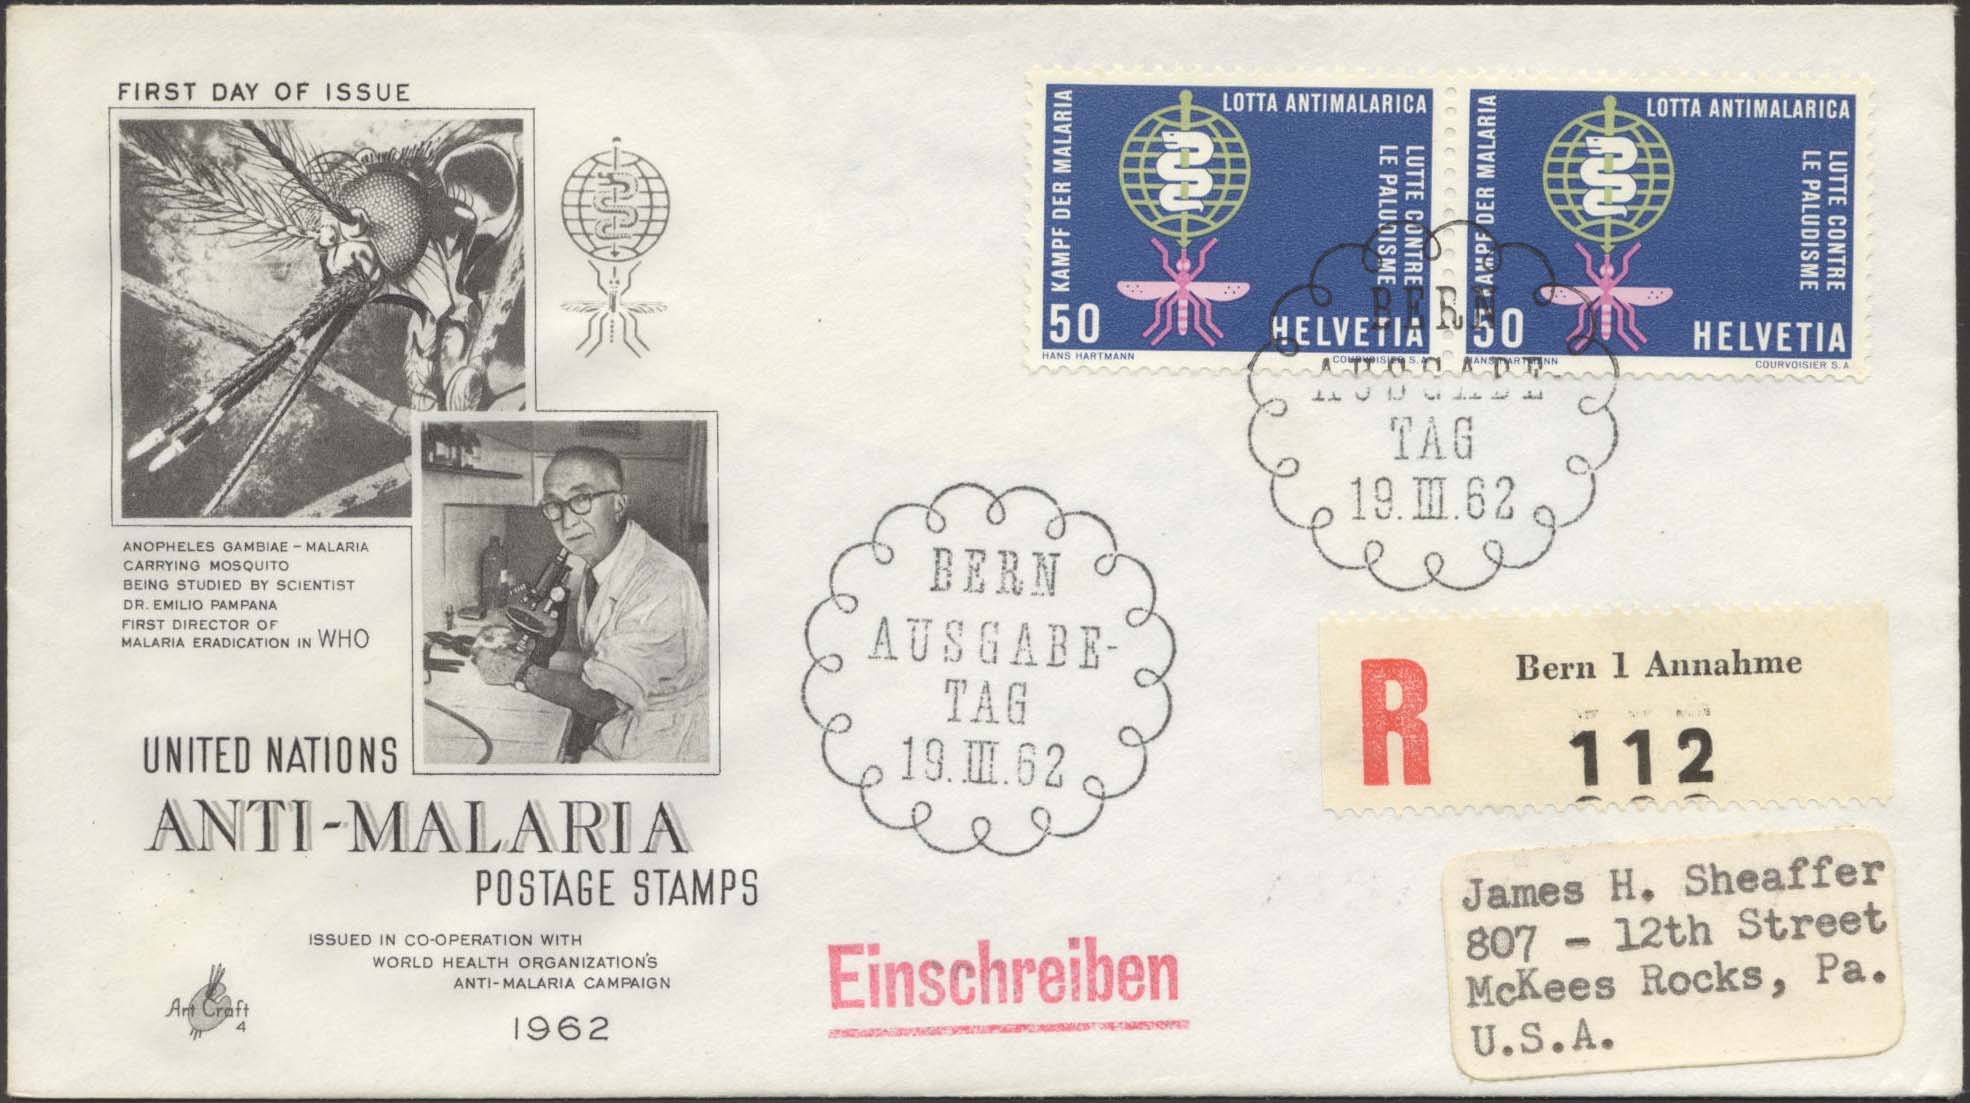 FIRST DAY OF ISSUE
ANOPHELES GAMBIAE – MALARIA
CARRYING MOSQUITO
BEING STUDIED BY SCIENTIST
DR. EMILIO PAMPANA
FIRST DIRECTOR OF
MALARIA ERADICATION IN WHO
UNITED NATIONS
ANTI-MALARIA
POSTAGE STAMPS
ISSUED IN CO-OPERATION WITH
WORLD HEALTH ORGANIZATION'S
ANTI-MALARIA CAMPAIGN
1962
Art Craft
4
KAMPF DER MALARIA
LOTTA ANTIMALARICA
LUTTE CONTRE
LE PALUDISME
50
HELVETIA
HANS HARTMANN
COURVOISIER S.A
KAMPF DER MALARIA
LOTTA ANTIMALARICA
LUTTE CONTRE
LE PALUDISME
50
HELVETIA
HANS HARTMANN
COURVOISIER S.A
BERN
AUSGABE-
TAG
19.III.62
BERN
AUSGABE-
TAG
19.III.62
R
Bern 1 Annahme
112
Einschreiben
James H. Sheaffer
807 - 12th Street
McKees Rocks, Pa.
U.S.A.